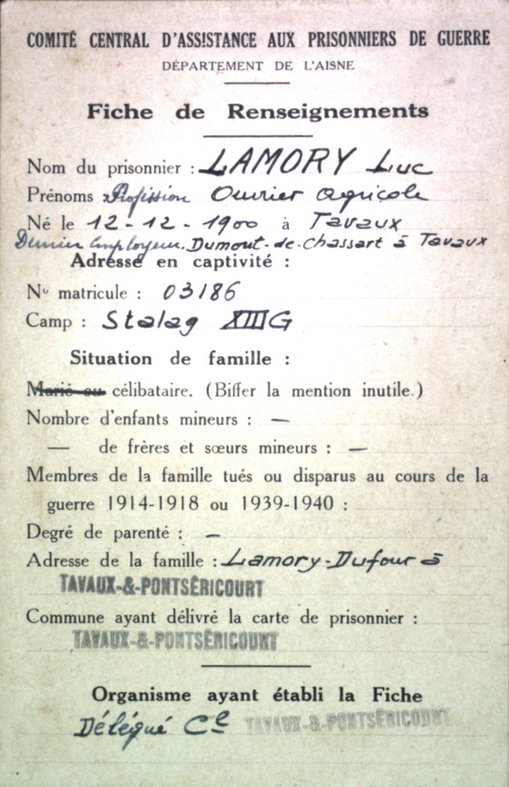 COMITÉ CENTRAL D'ASSISTANCE AUX PRISONNIERS DE GUERRE
DÉPARTEMENT DE L'AISNE
Fiche de Renseignements
Nom du prisonnier : LAMORY Luc
Prénoms Profission Ouvrier agricole
Né le 12-12-1900 à Tavaux
Dernier employeur. Dumont-de-Chassart à Tavaux
Adresse en captivité :
No matricule : 03186
Camp : Stalag XIIIG
Situation de famille :
Marié ou célibataire. (Biffer la mention inutile.)
Nombre d'enfants mineurs : —
— de frères et sœurs mineurs : —
Membres de la famille tués ou disparus au cours de la
guerre 1914-1918 ou 1939-1940 :
Degré de parenté : —
Adresse de la famille : Lamory-Dufour à
TAVAUX-&-PONTSÉRICOURT
Commune ayant délivré la carte de prisonnier :
TAVAUX-&-PONTSÉRICOURT
Organisme ayant établi la Fiche
Délégué Cl TAVAUX-&-PONTSÉRICOURT